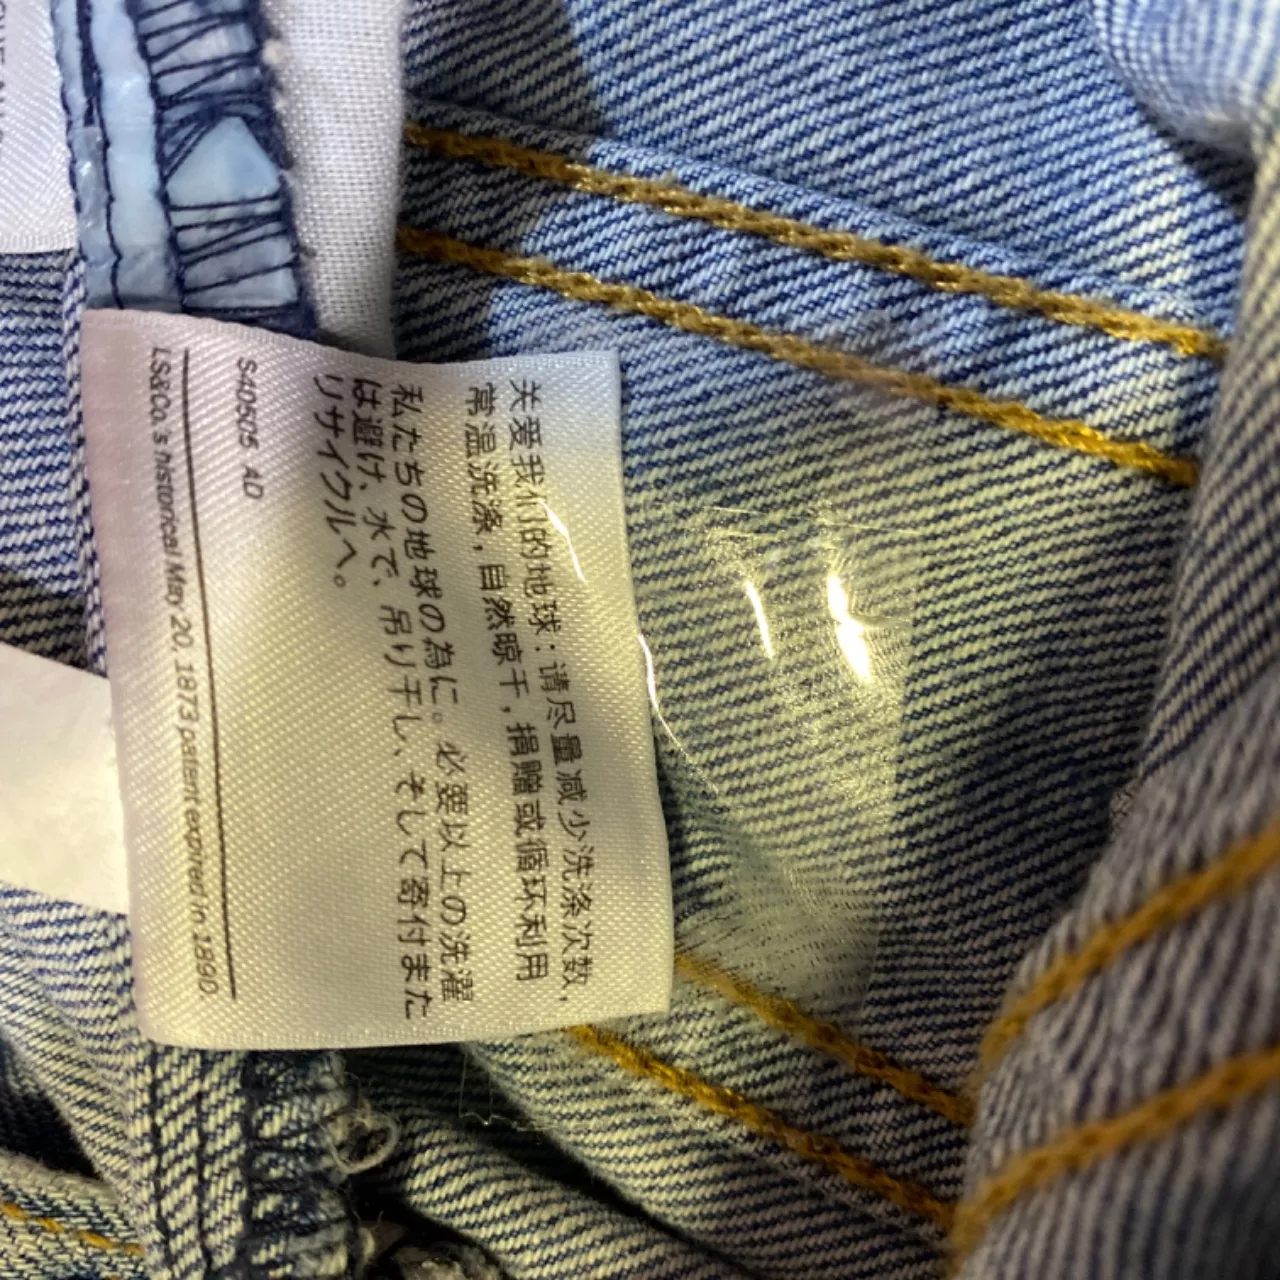 关爱我们的地球：请尽量减少洗涤次数，
常温洗涤，自然晾干，捐赠或循环利用
私たちの地球の為に。必要以上の洗濯
は避け、水で、吊り干し、そして寄付また
リサイクルへ。
S40505 AD
LS&Co.'s historical May 20, 1873 patent expired in 1890.